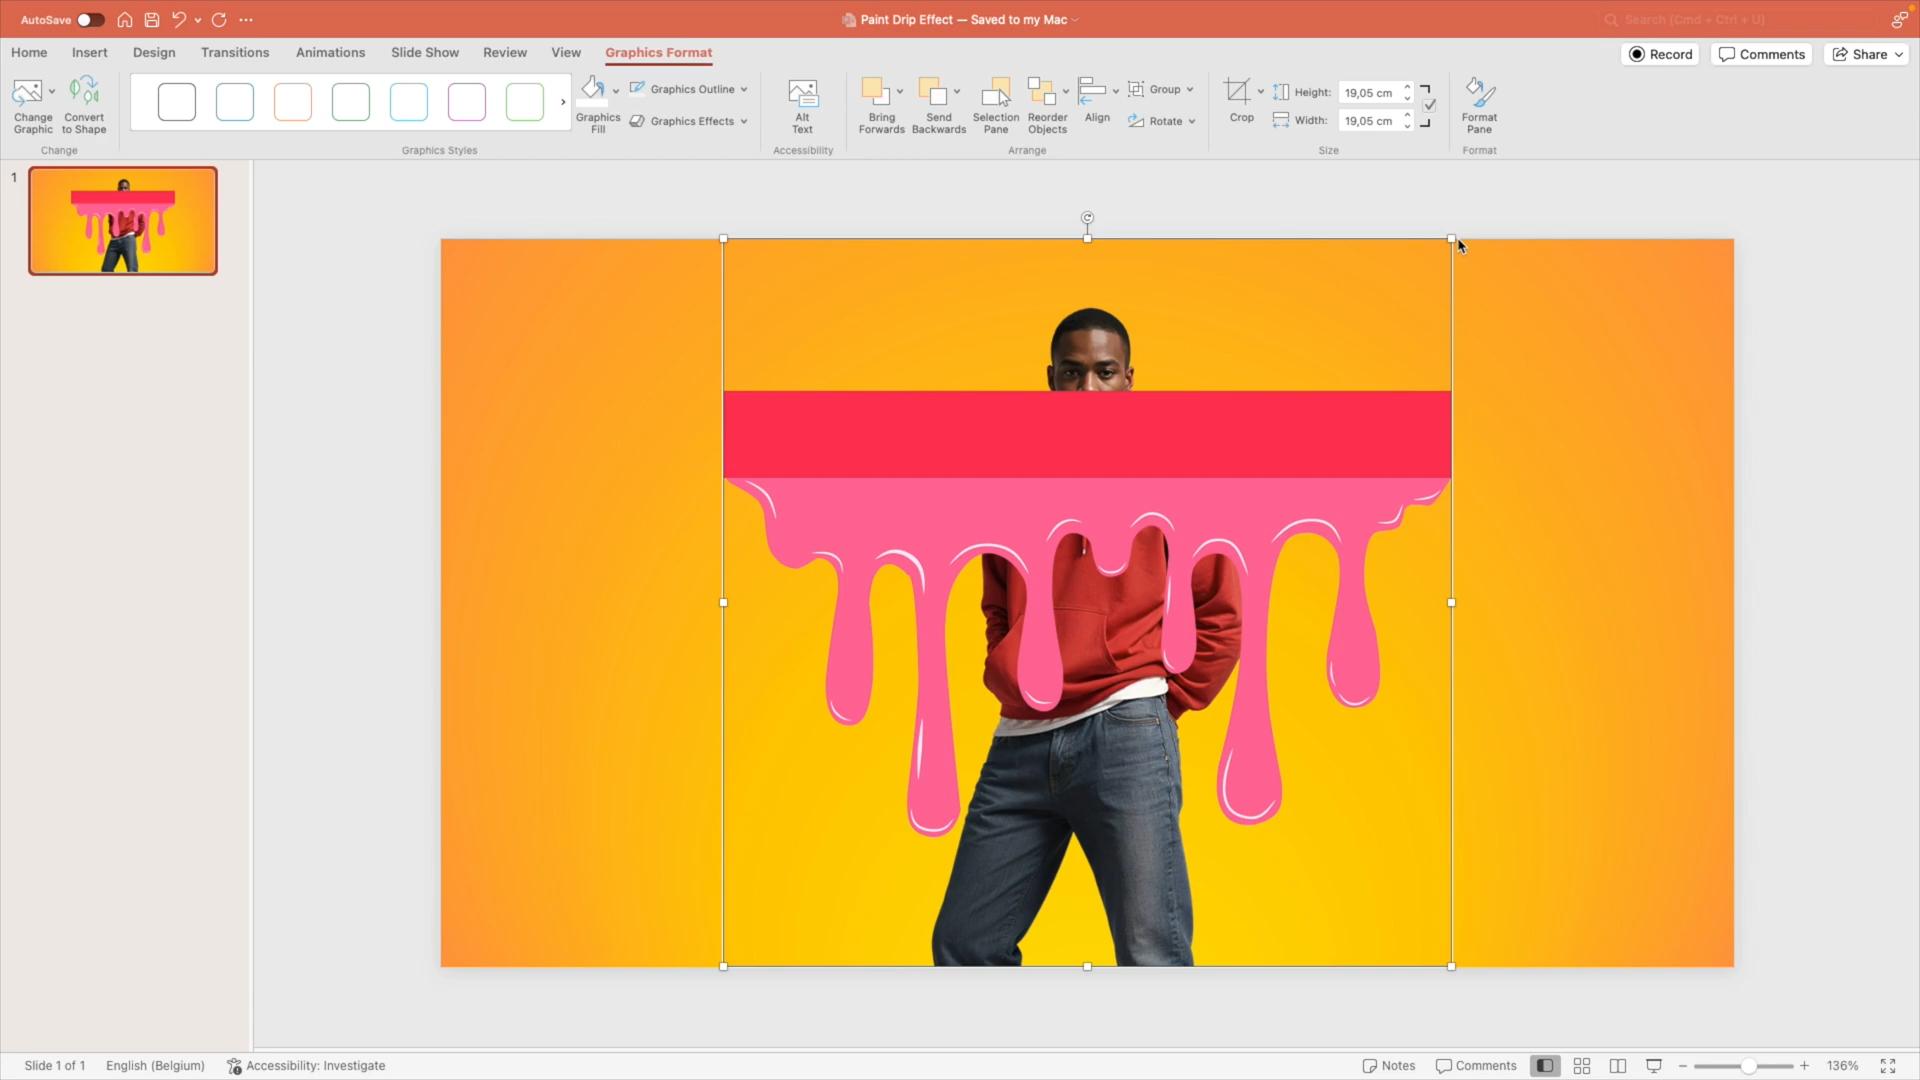 AutoSave
Paint Drip Effect — Saved to my Mac
Search (Cmd + Ctrl + U)
Home Insert Design Transitions Animations Slide Show Review View Graphics Format
Record Comments Share
Change Graphic
Convert to Shape
Change
Graphics Styles
Graphics Fill
Graphics Outline
Graphics Effects
Alt Text
Accessibility
Bring Forwards
Send Backwards
Selection Pane
Reorder Objects
Align
Group
Rotate
Arrange
Crop
Height: 19,05 cm
Width: 19,05 cm
Size
Format Pane
Format
1
Slide 1 of 1 English (Belgium) Accessibility: Investigate Notes Comments 136%